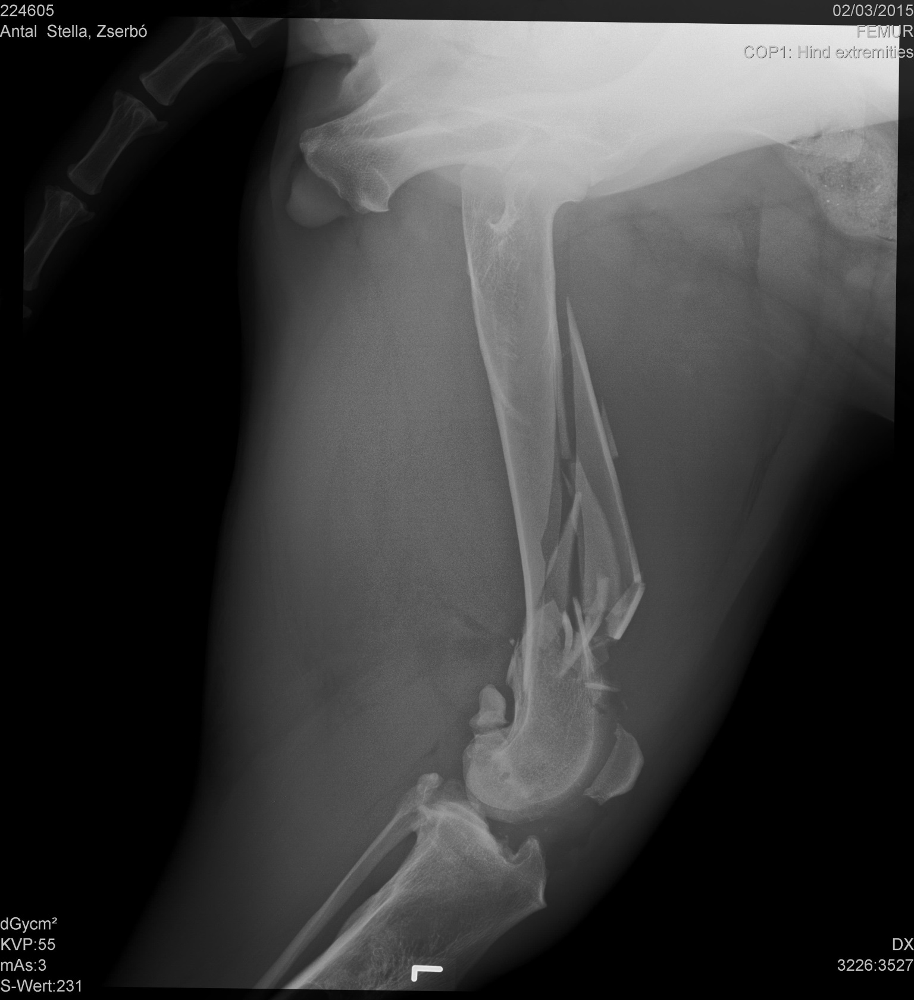 224605
Antal Stella, Zserbó
02/03/2015
FEMUR
COP1: Hind extremities
dGycm²
KVP:55
mAs:3
S-Wert:231
L
DX
3226:3527